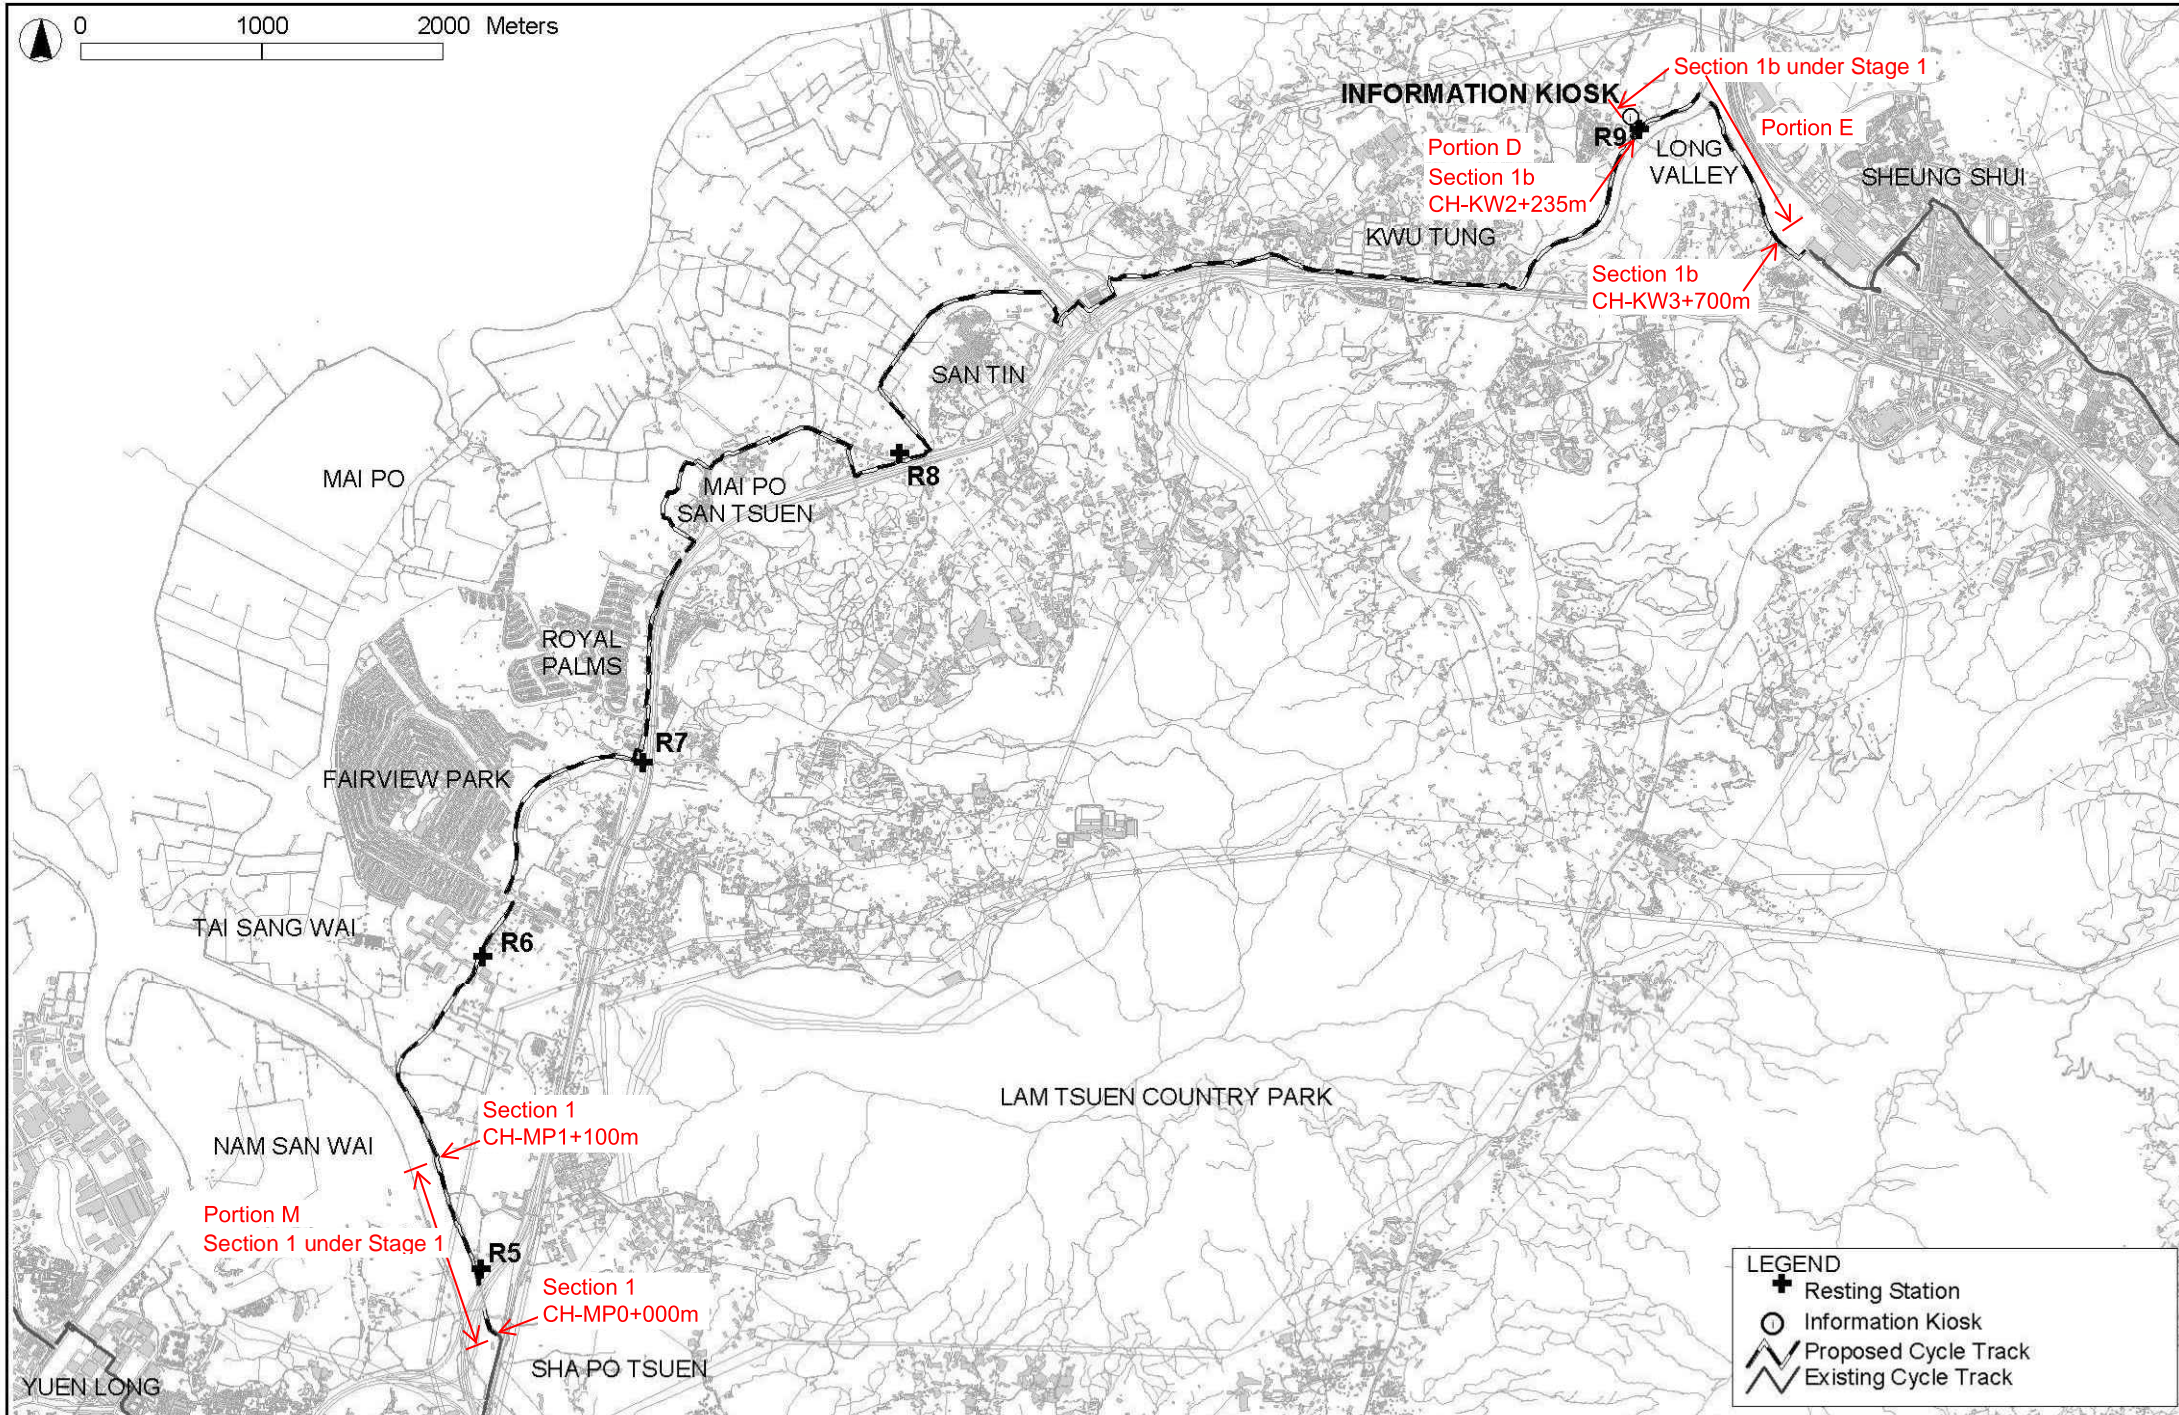 0 1000 2000 Meters
Section 1b under Stage 1
INFORMATION KIOSK
Portion E
R9
Portion D
Section 1b
CH-KW2+235m
LONG
VALLEY
SHEUNG SHUI
KWU TUNG
Section 1b
CH-KW3+700m
SAN TIN
MAI PO
R8
MAI PO
SAN TSUEN
ROYAL
PALMS
R7
FAIRVIEW PARK
TAI SANG WAI
R6
LAM TSUEN COUNTRY PARK
Section 1
CH-MP1+100m
NAM SAN WAI
Portion M
Section 1 under Stage 1
R5
Section 1
CH-MP0+000m
SHA PO TSUEN
YUEN LONG
LEGEND
Resting Station
Information Kiosk
Proposed Cycle Track
Existing Cycle Track